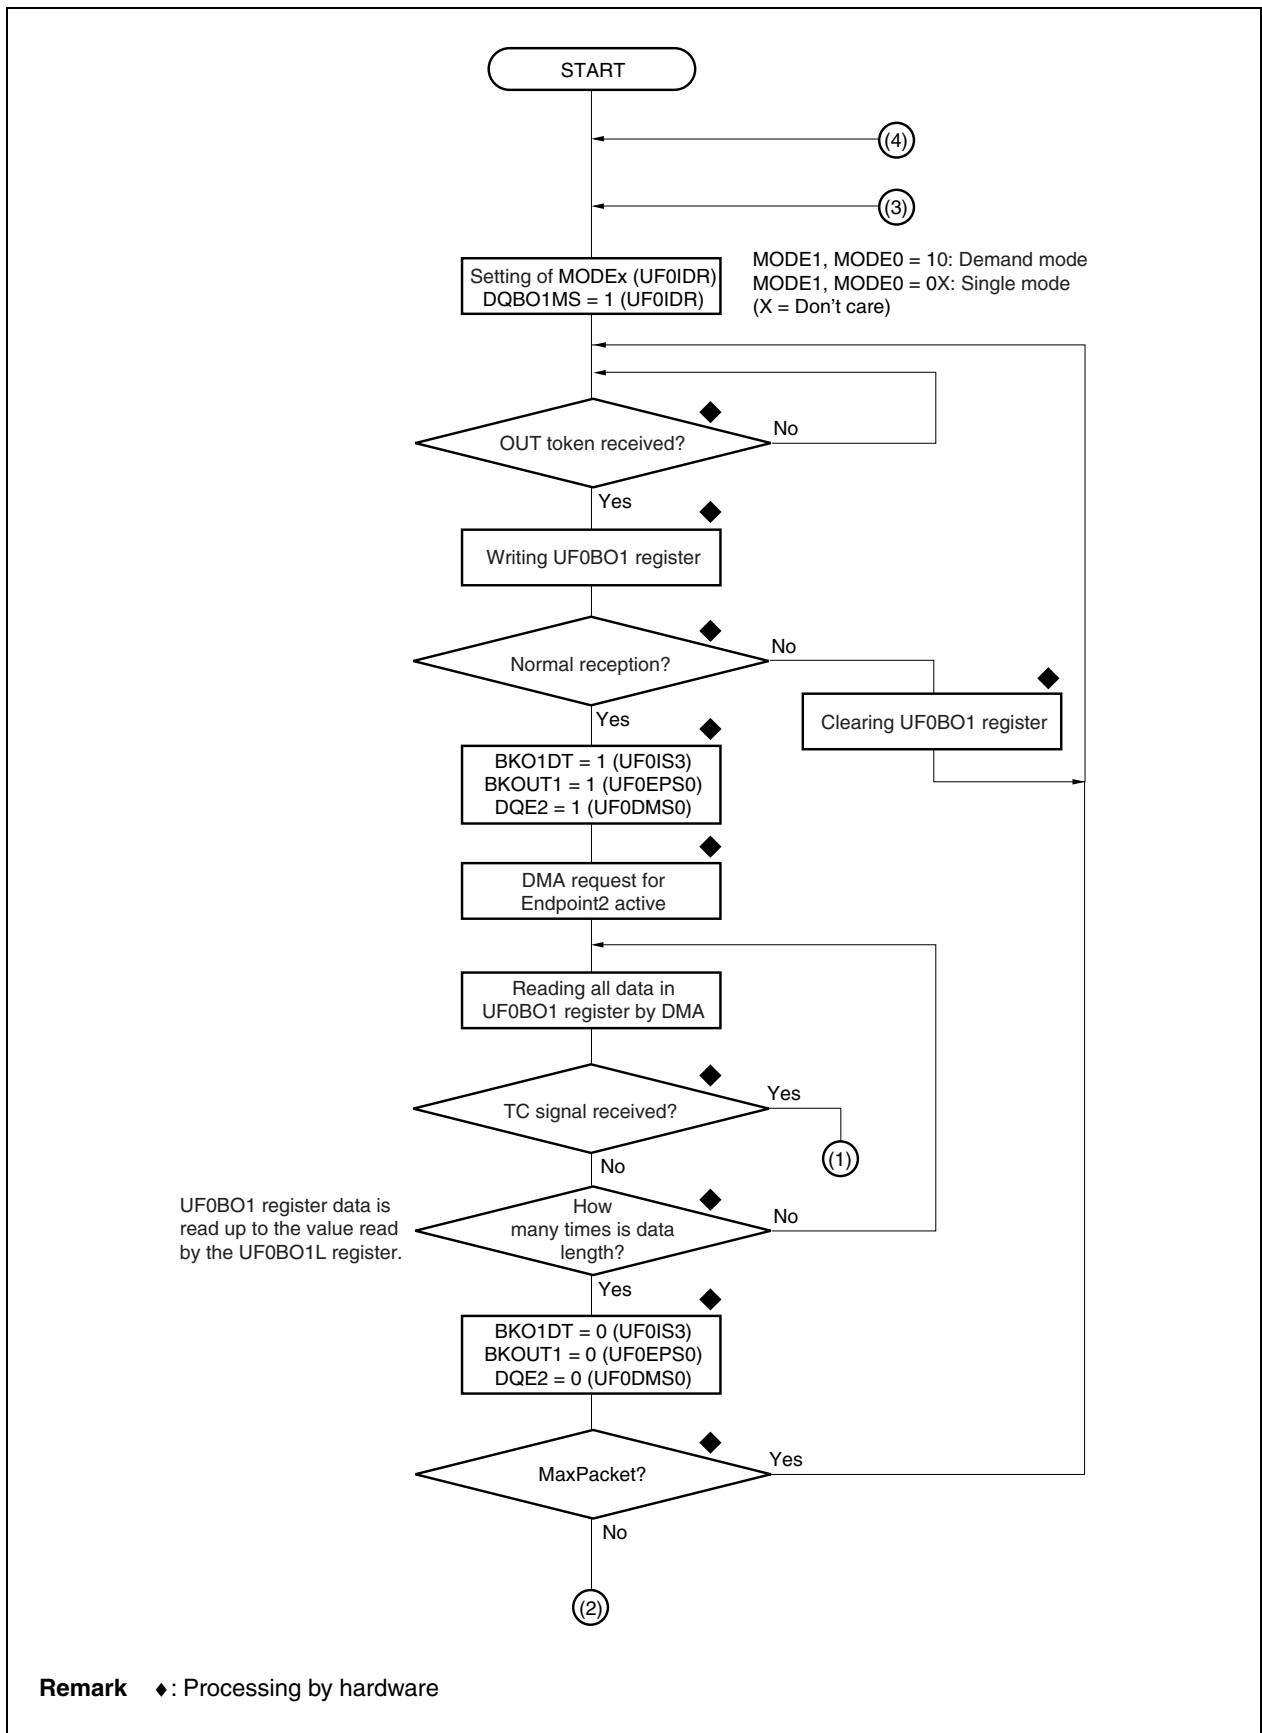 START
(4)
(3)
Setting of MODEx (UF0IDR)
DQBO1MS = 1 (UF0IDR)
MODE1, MODE0 = 10: Demand mode
MODE1, MODE0 = 0X: Single mode
(X = Don't care)
OUT token received?
No
Yes
Writing UF0BO1 register
Normal reception?
No
Yes
Clearing UF0BO1 register
BKO1DT = 1 (UF0IS3)
BKOUT1 = 1 (UF0EPS0)
DQE2 = 1 (UF0DMS0)
DMA request for
Endpoint2 active
Reading all data in
UF0BO1 register by DMA
TC signal received?
Yes
(1)
No
UF0BO1 register data is
read up to the value read
by the UF0BO1L register.
How
many times is data
length?
No
Yes
BKO1DT = 0 (UF0IS3)
BKOUT1 = 0 (UF0EPS0)
DQE2 = 0 (UF0DMS0)
MaxPacket?
Yes
No
(2)
Remark ♦: Processing by hardware